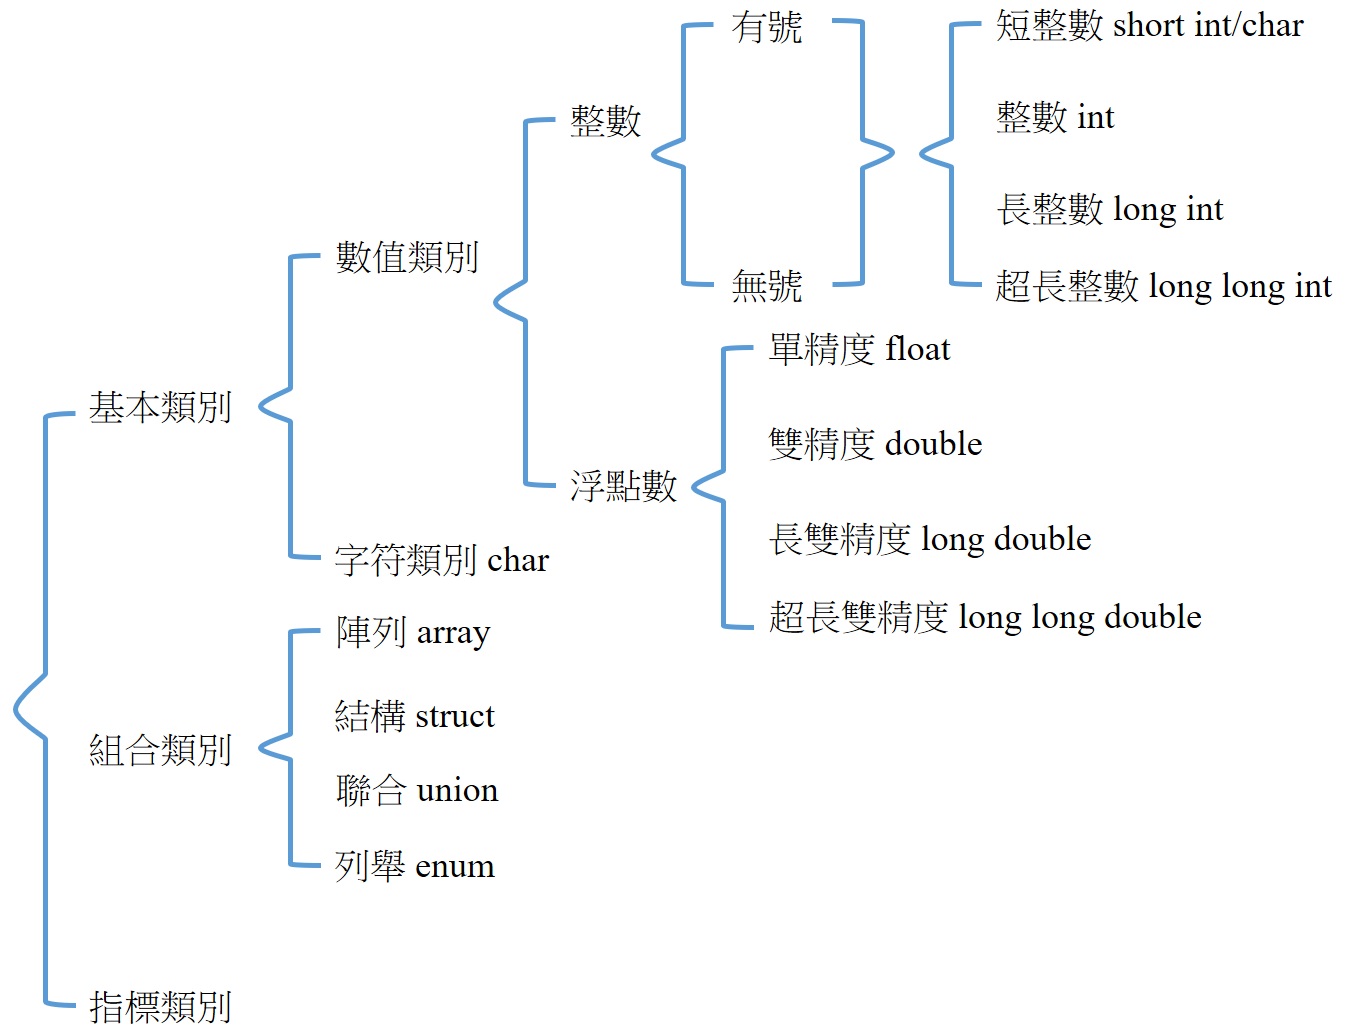 有號
短整數 short int/char
整數
整數 int
長整數 long int
數值類別
無號
超長整數 long long int
單精度 float
基本類別
雙精度 double
浮點數
長雙精度 long double
字符類別 char
超長雙精度 long long double
陣列 array
結構 struct
組合類別
聯合 union
列舉 enum
指標類別